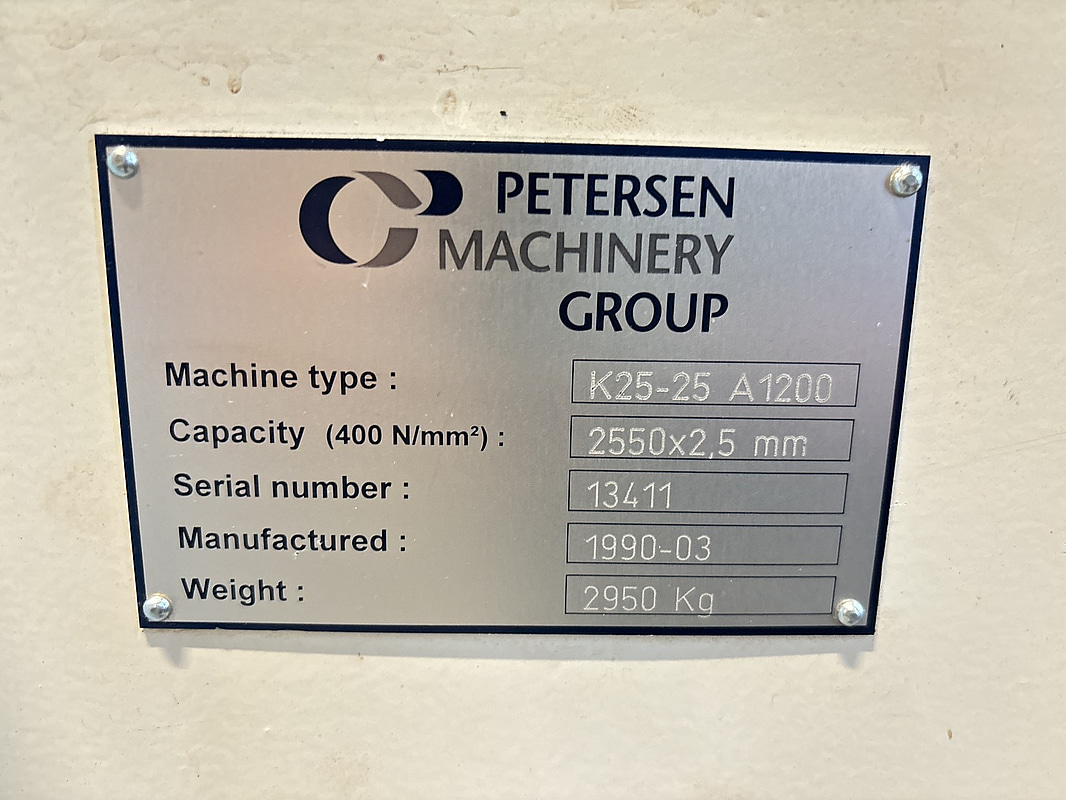 PETERSEN
MACHINERY
GROUP
Machine type : K25-25 A1200
Capacity (400 N/mm²) : 2550x2,5 mm
Serial number : 13411
Manufactured : 1990-03
Weight : 2950 Kg